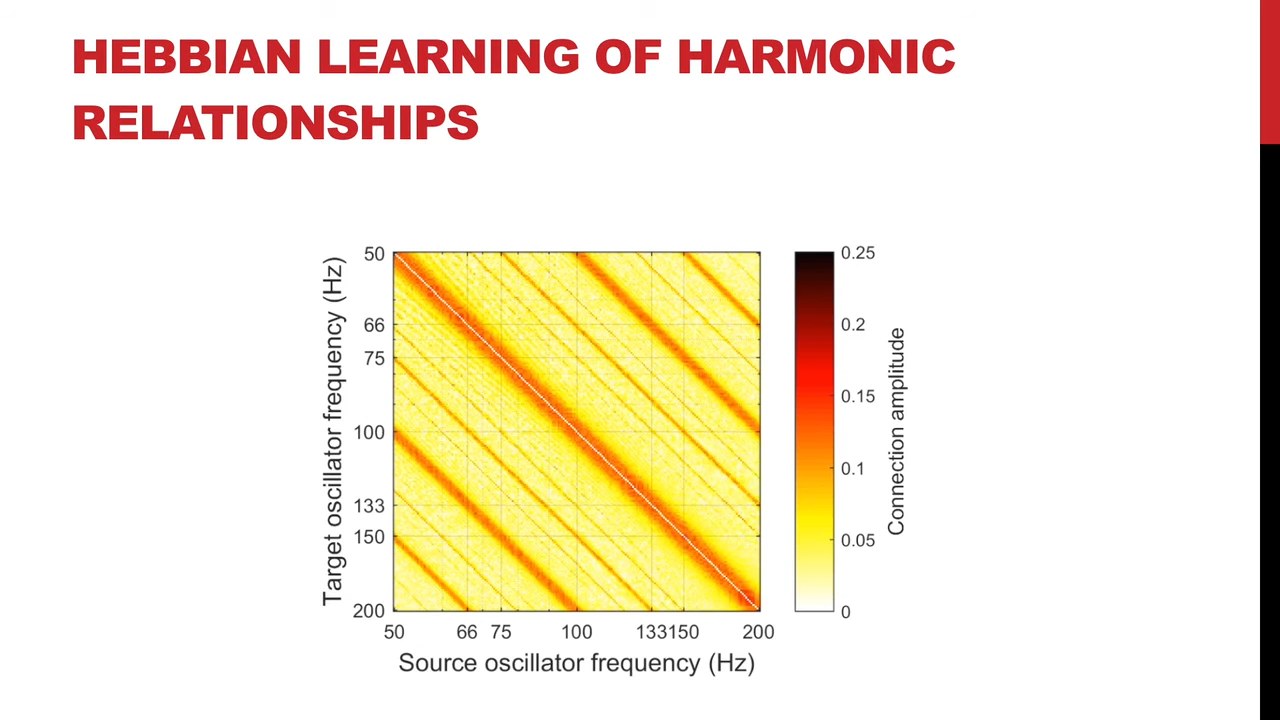 HEBBIAN LEARNING OF HARMONIC
RELATIONSHIPS
50
66
75
100
133
150
200
Target oscillator frequency (Hz)
50 66 75 100 133 150 200
Source oscillator frequency (Hz)
0.25
0.2
0.15
0.1
0.05
0
Connection amplitude